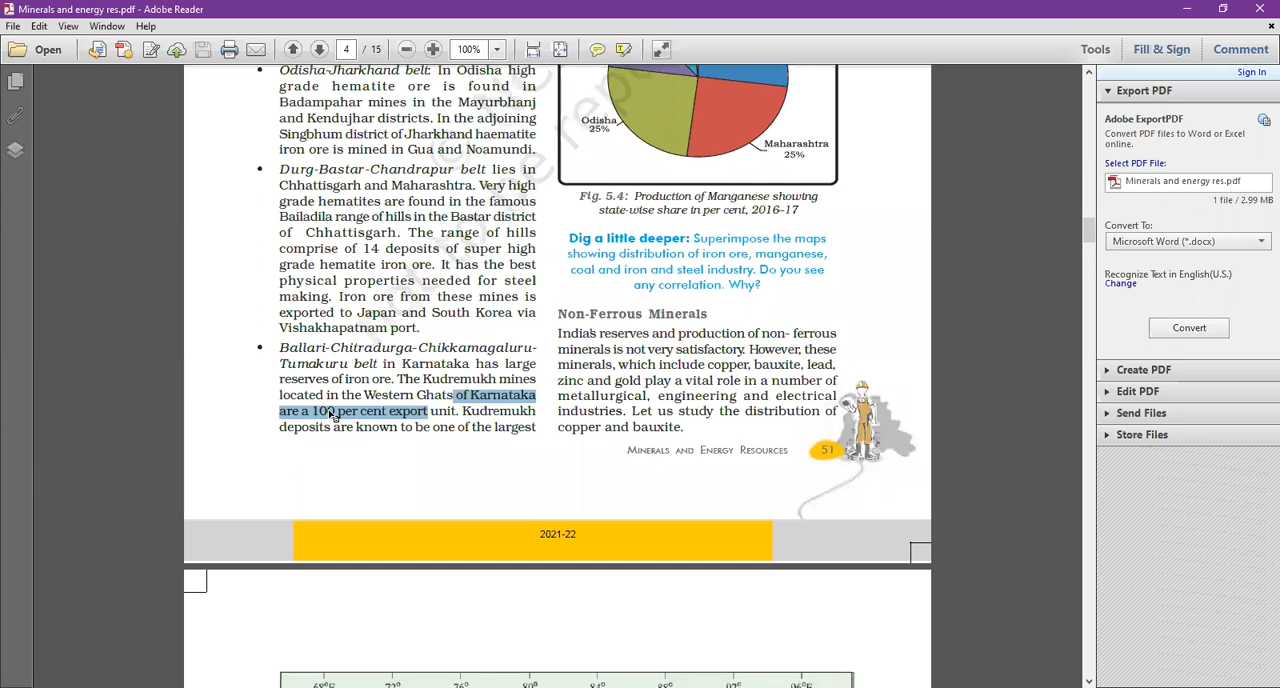 Minerals and energy res.pdf - Adobe Reader
File Edit View Window Help
Open 4 / 15 100% Tools Fill & Sign Comment
Odisha-Jharkhand belt: In Odisha high
grade hematite ore is found in
Badampahar mines in the Mayurbhanj
and Kendujhar districts. In the adjoining
Singbhum district of Jharkhand haematite
iron ore is mined in Gua and Noamundi.
• Durg-Bastar-Chandrapur belt lies in
Chhattisgarh and Maharashtra. Very high
grade hematites are found in the famous
Bailadila range of hills in the Bastar district
of Chhattisgarh. The range of hills
comprise of 14 deposits of super high
grade hematite iron ore. It has the best
physical properties needed for steel
making. Iron ore from these mines is
exported to Japan and South Korea via
Vishakhapatnam port.
• Ballari-Chitradurga-Chikkamagaluru-
Tumakuru belt in Karnataka has large
reserves of iron ore. The Kudremukh mines
located in the Western Ghats of Karnataka
are a 100 per cent export unit. Kudremukh
deposits are known to be one of the largest
Odisha
25%
Maharashtra
25%
Fig. 5.4: Production of Manganese showing
state-wise share in per cent, 2016–17
Dig a little deeper: Superimpose the maps
showing distribution of iron ore, manganese,
coal and iron and steel industry. Do you see
any correlation. Why?
Non-Ferrous Minerals
India's reserves and production of non- ferrous
minerals is not very satisfactory. However, these
minerals, which include copper, bauxite, lead,
zinc and gold play a vital role in a number of
metallurgical, engineering and electrical
industries. Let us study the distribution of
copper and bauxite.
MINERALS AND ENERGY RESOURCES 51
2021-22
Sign In
Export PDF
Adobe ExportPDF
Convert PDF files to Word or Excel
online.
Select PDF File:
Minerals and energy res.pdf
1 file / 2.99 MB
Convert To:
Microsoft Word (*.docx)
Recognize Text in English(U.S.)
Change
Convert
Create PDF
Edit PDF
Send Files
Store Files